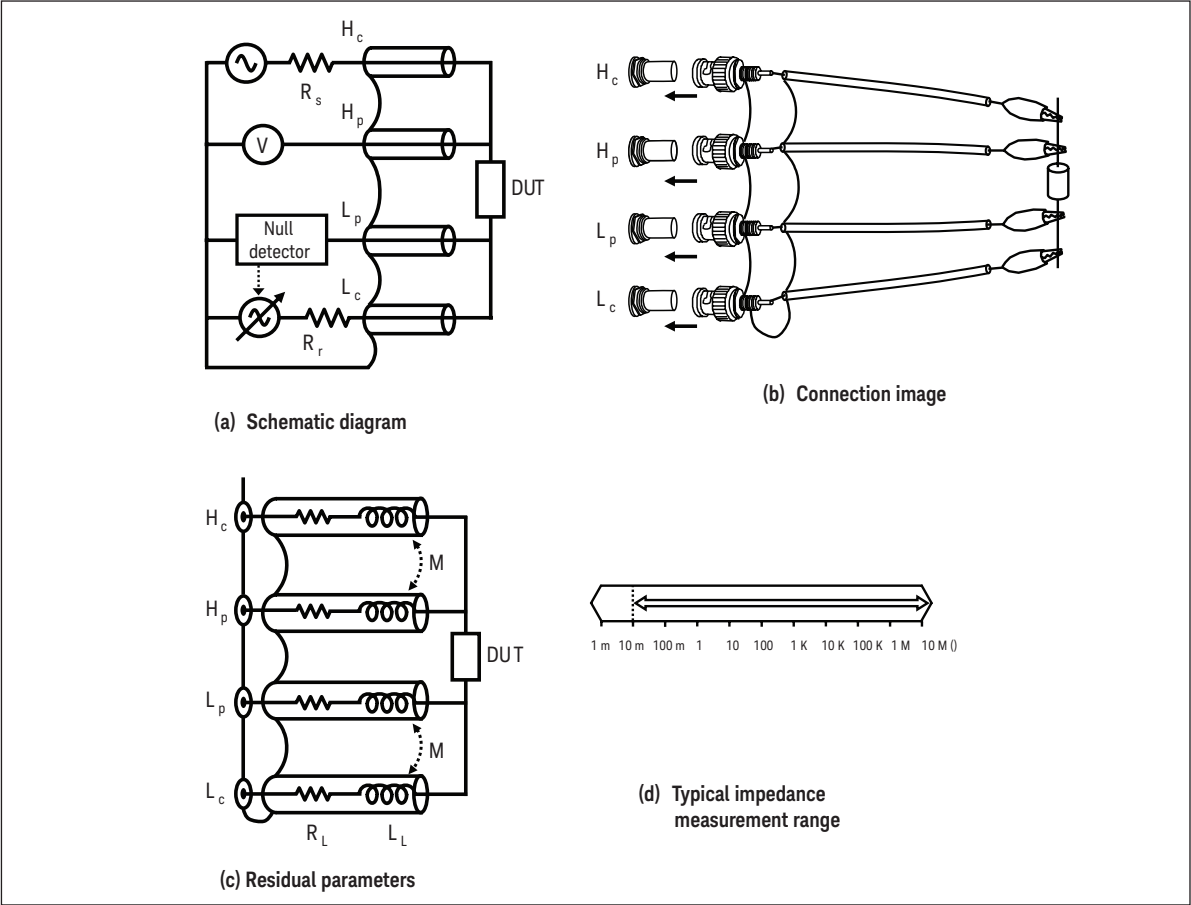 H c
R s
H p
V
DUT
L p
Null
detector
L c
R r
(a) Schematic diagram
H c
H p
L p
L c
(b) Connection image
H c
M
H p
DUT
L p
M
L c
R L
L L
(c) Residual parameters
1 m 10 m 100 m 1 10 100 1 K 10 K 100 K 1 M 10 M ()
(d) Typical impedance
measurement range